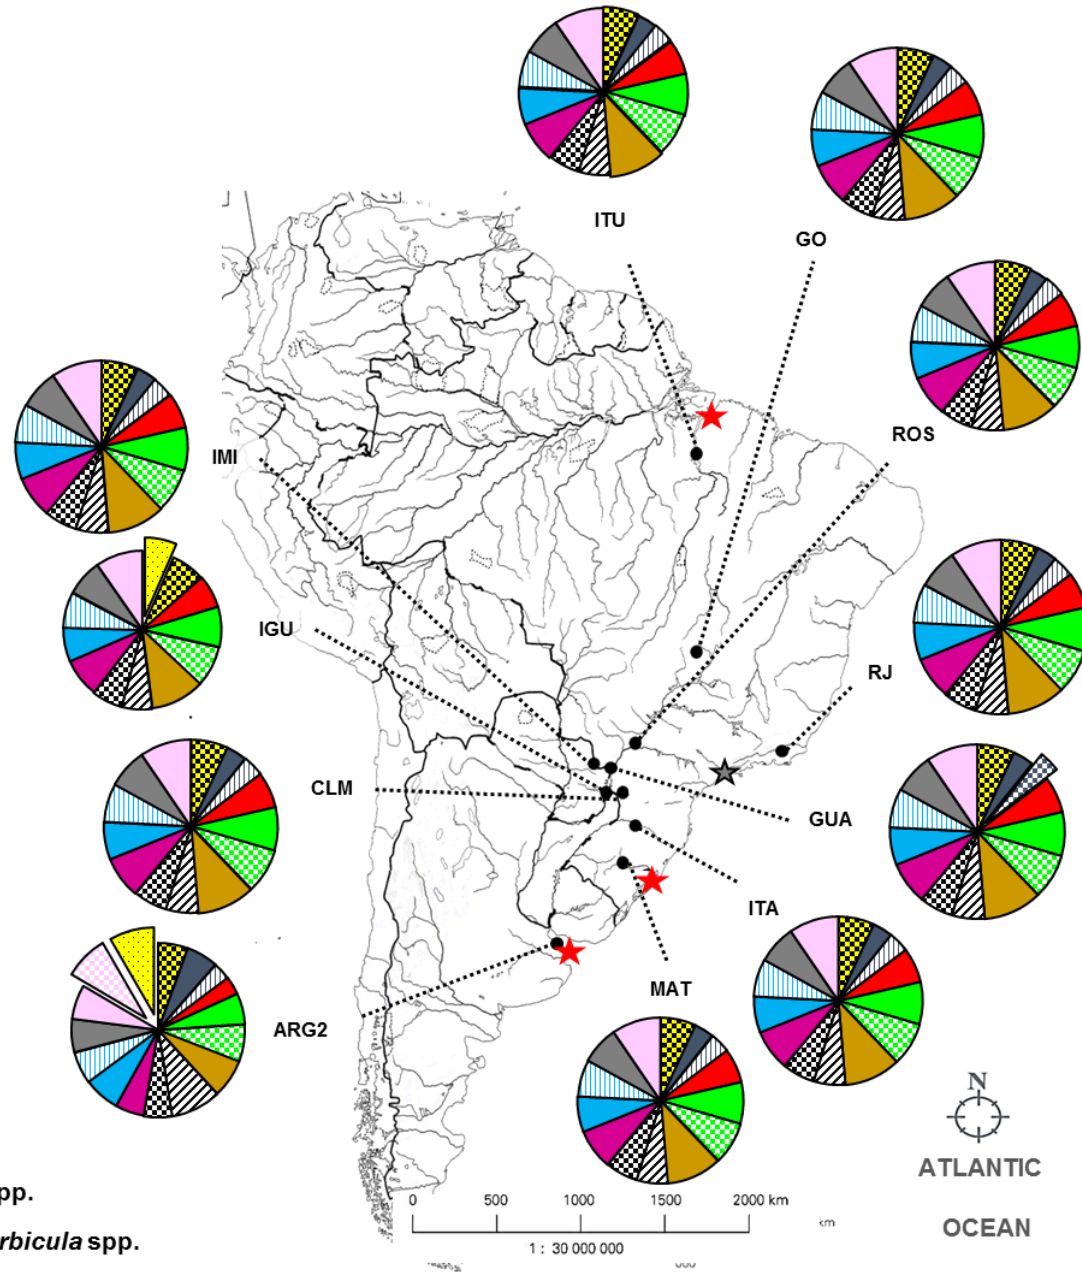 ITU
GO
ROS
IMI
IGU
RJ
CLM
GUA
ITA
MAT
ARG2
N
ATLANTIC
OCEAN
pp.
rbicula spp.
0 500 1000 1500 2000 km
km
1 : 30 000 000